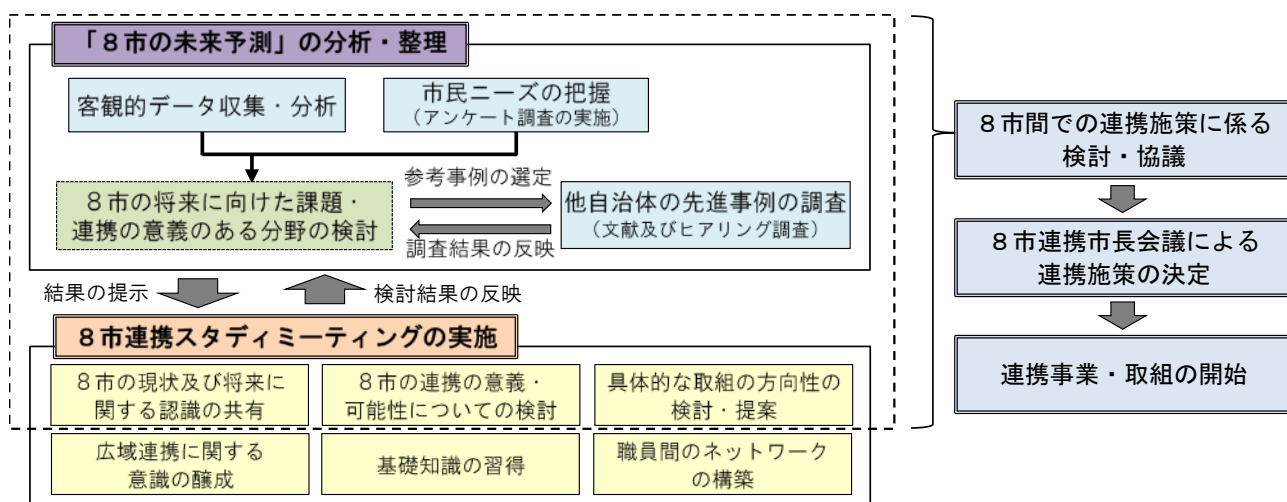 「８市の未来予測」の分析・整理
客観的データ収集・分析
市民ニーズの把握
（アンケート調査の実施）
８市の将来に向けた課題・
連携の意義のある分野の検討
参考事例の選定
調査結果の反映
他自治体の先進事例の調査
（文献及びヒアリング調査）
結果の提示
検討結果の反映
８市連携スタディミーティングの実施
８市の現状及び将来に
関する認識の共有
８市の連携の意義・
可能性についての検討
具体的な取組の方向性の
検討・提案
広域連携に関する
意識の醸成
基礎知識の習得
職員間のネットワーク
の構築
８市間での連携施策に係る
検討・協議
８市連携市長会議による
連携施策の決定
連携事業・取組の開始